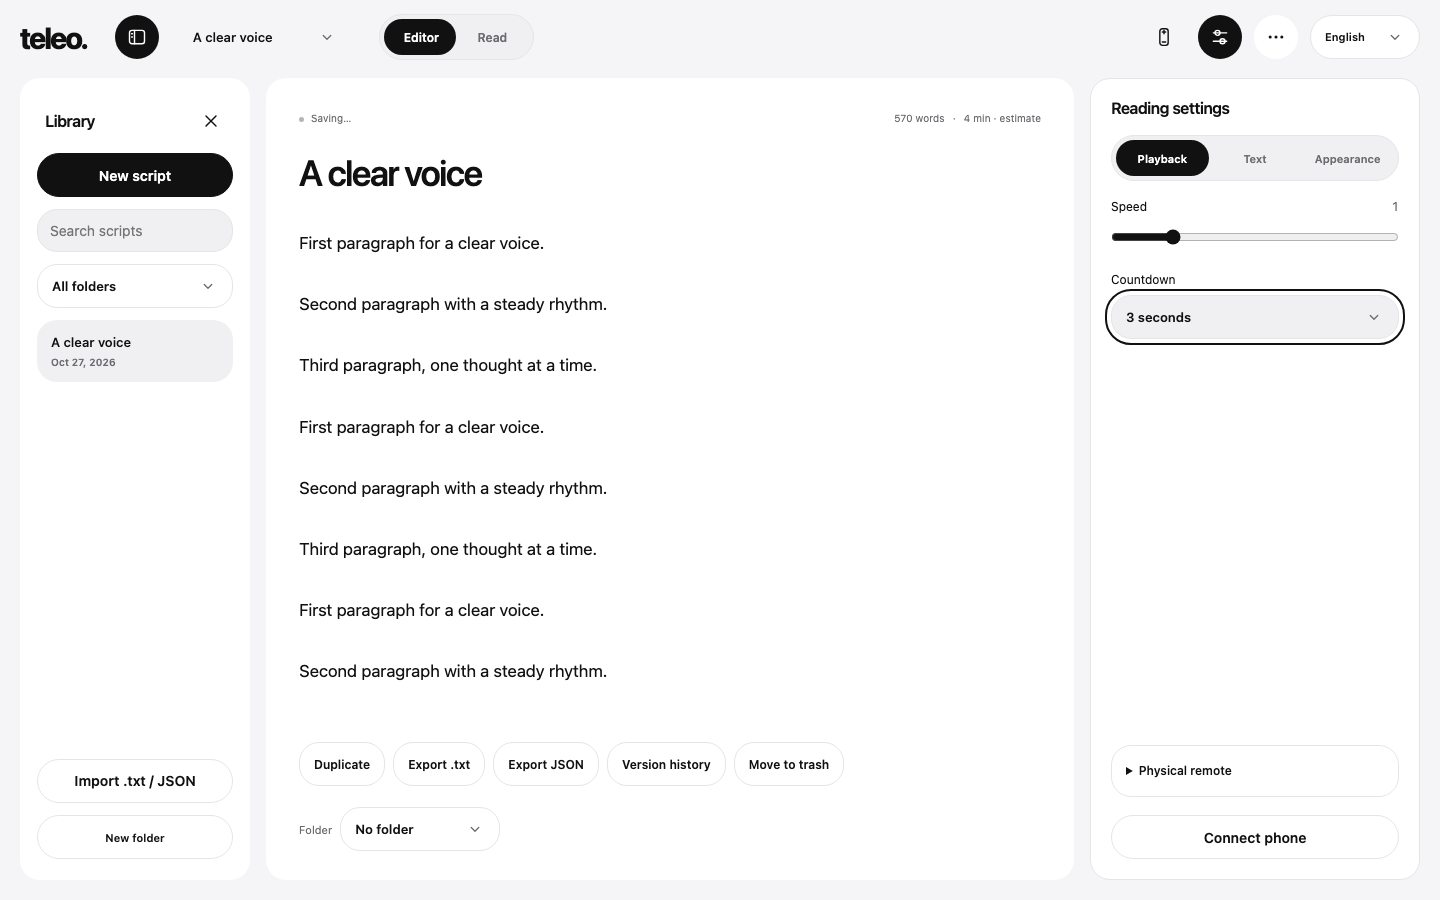 teleo.
A clear voice
Editor
Read
English
Library
New script
Search scripts
All folders
A clear voice
Oct 27, 2026
Import .txt / JSON
New folder
Saving...
570 words · 4 min · estimate
A clear voice
First paragraph for a clear voice.
Second paragraph with a steady rhythm.
Third paragraph, one thought at a time.
First paragraph for a clear voice.
Second paragraph with a steady rhythm.
Third paragraph, one thought at a time.
First paragraph for a clear voice.
Second paragraph with a steady rhythm.
Duplicate
Export .txt
Export JSON
Version history
Move to trash
Folder
No folder
Reading settings
Playback
Text
Appearance
Speed
1
Countdown
3 seconds
Physical remote
Connect phone